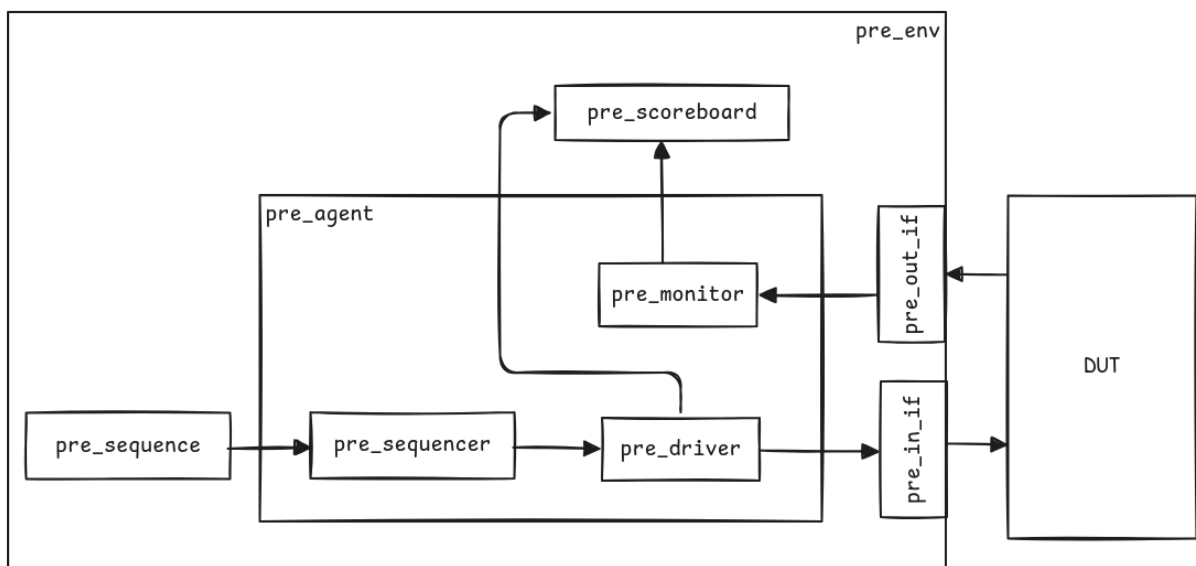 pre_env
pre_scoreboard
pre_agent
pre_out_if
pre_monitor
DUT
pre_sequence
pre_sequencer
pre_driver
pre_in_if